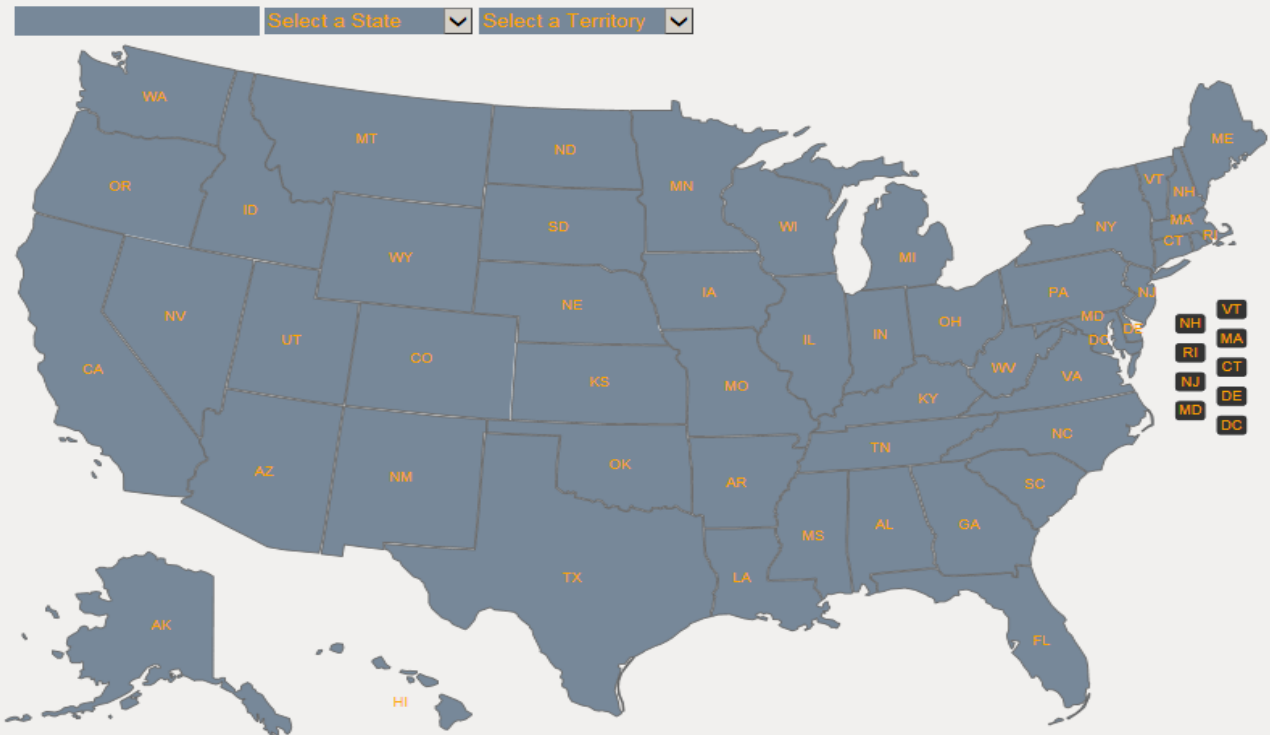 Select a State
Select a Territory
WA
MT
ND
ME
OR
ID
MN
VT
NH
SD
WI
NY
MA
RI
CT
WY
MI
NE
IA
PA
NJ
NV
UT
CO
IL
IN
OH
MD
DE
DC
CA
KS
MO
WV
VA
KY
NH
VT
RI
MA
NJ
CT
MD
DE
DC
AZ
NM
OK
AR
TN
NC
SC
MS
AL
GA
TX
LA
AK
FL
HI